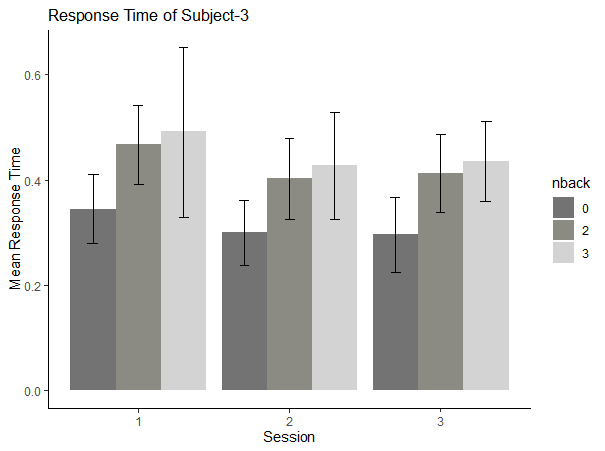 Response Time of Subject-3
Mean Response Time
0.6
0.4
0.2
0.0
1
2
3
Session
nback
0
2
3